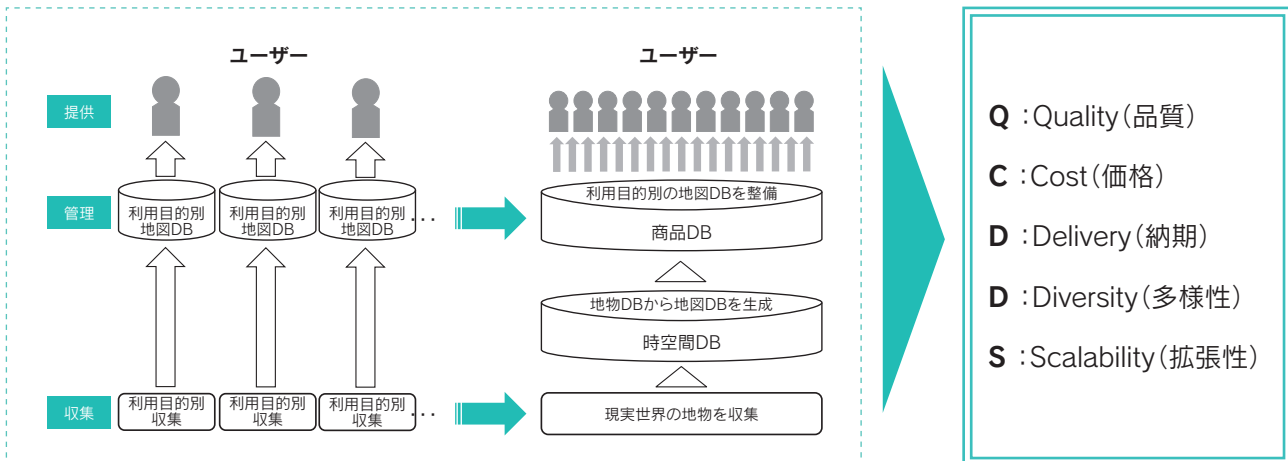 ユーザー
ユーザー
提供
管理
利用目的別
地図DB
利用目的別
地図DB
利用目的別
地図DB
...
利用目的別の地図DBを整備
商品DB
地物DBから地図DBを生成
時空間DB
収集
利用目的別
収集
利用目的別
収集
利用目的別
収集
...
現実世界の地物を収集
Q：Quality（品質）
C：Cost（価格）
D：Delivery（納期）
D：Diversity（多様性）
S：Scalability（拡張性）